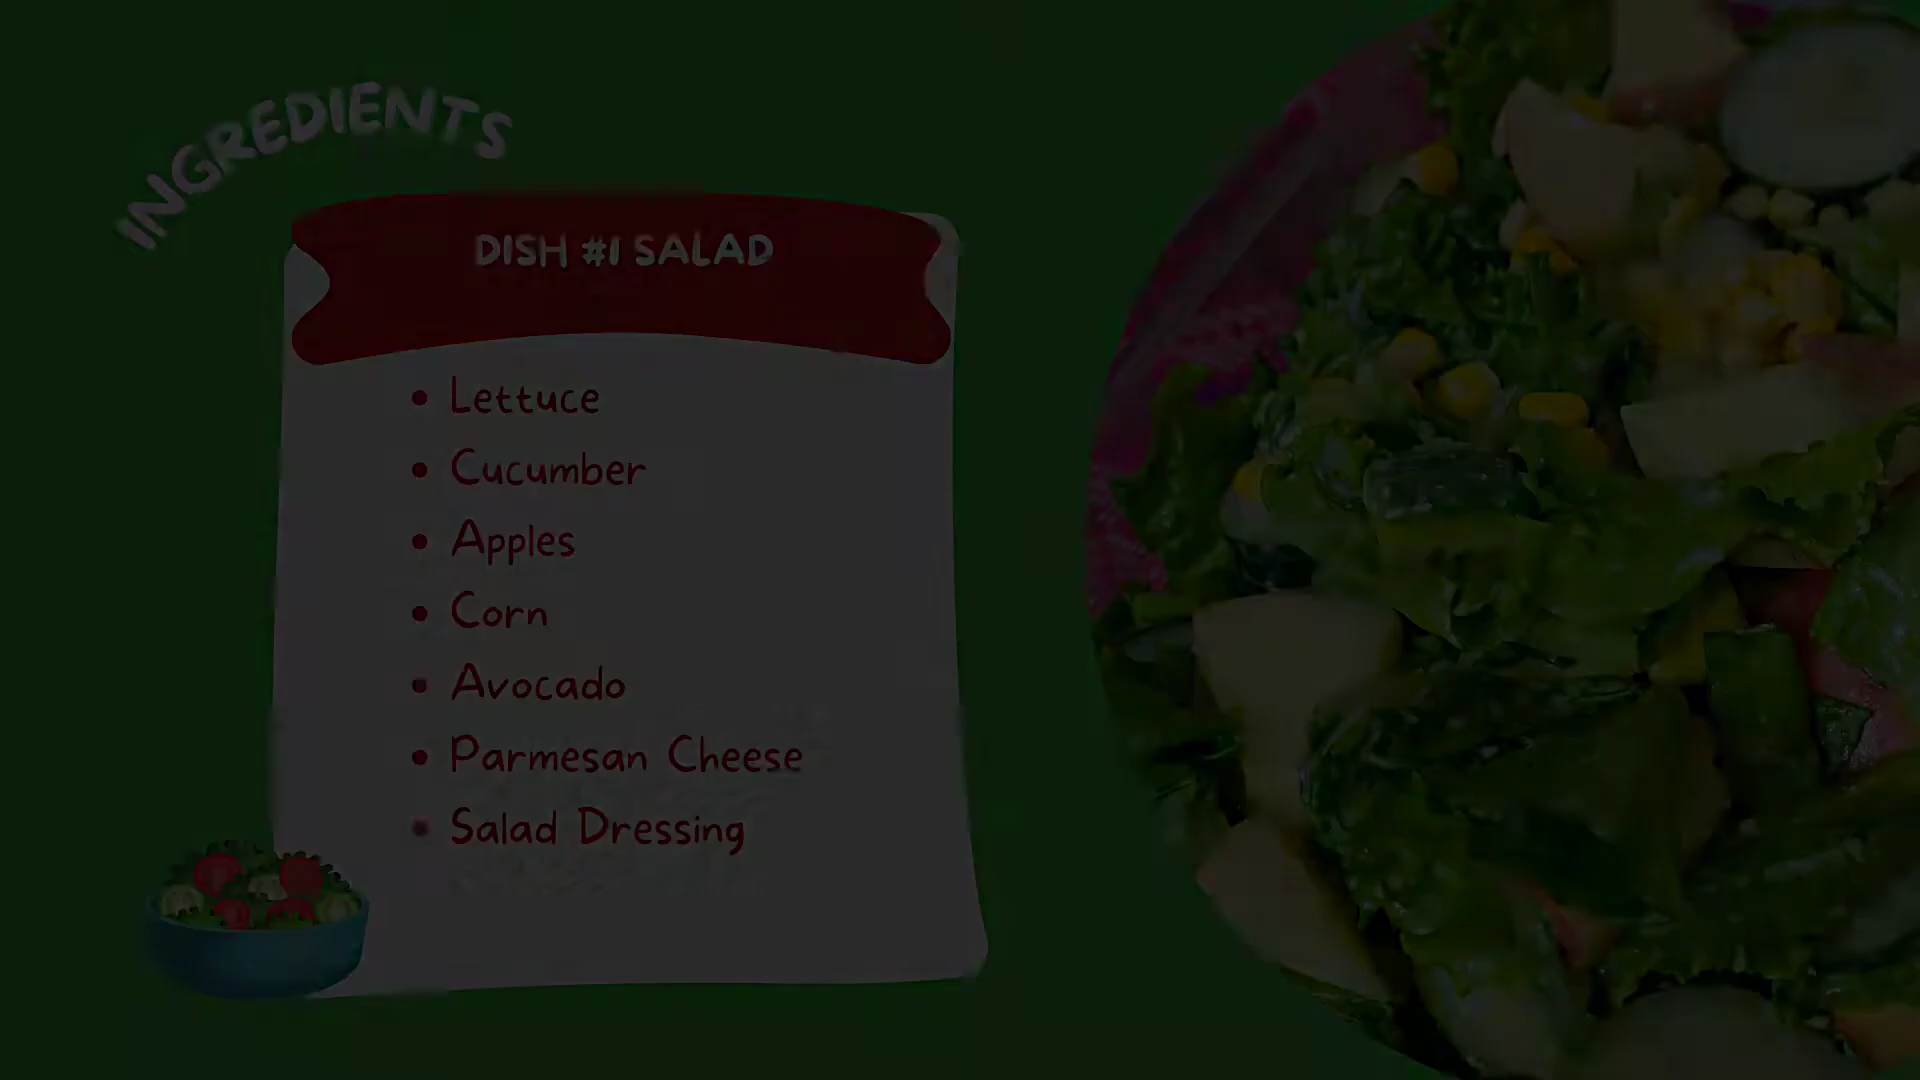 INGREDIENTS
DISH #1 SALAD
• Lettuce
• Cucumber
• Apples
• Corn
• Avocado
• Parmesan Cheese
• Salad Dressing